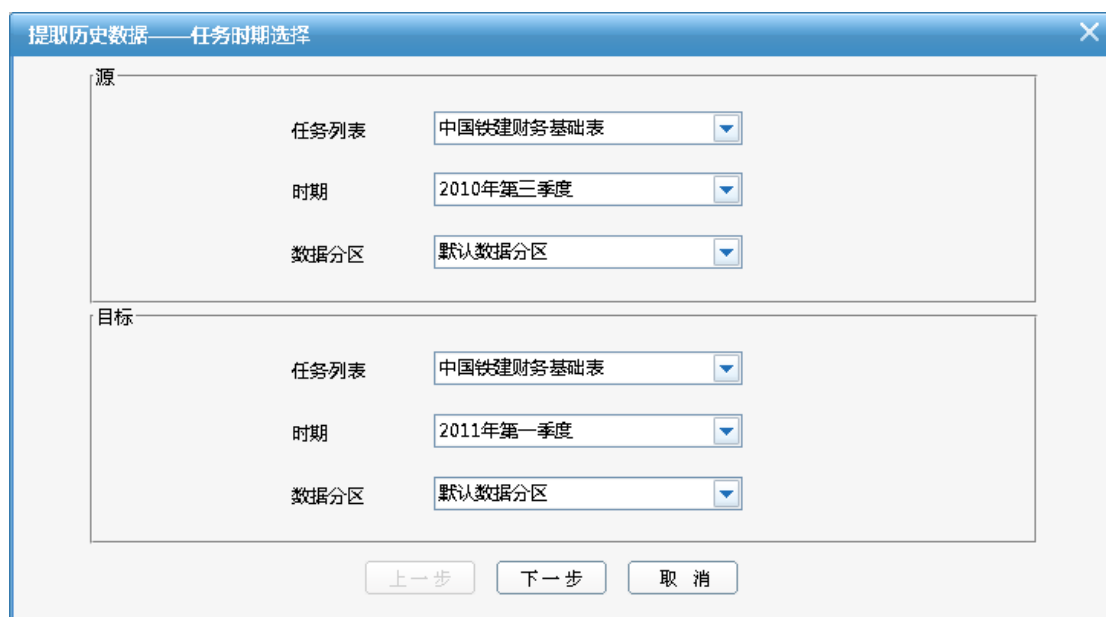 提取历史数据——任务时期选择
源
任务列表 中国铁建财务基础表
时期 2010年第三季度
数据分区 默认数据分区
目标
任务列表 中国铁建财务基础表
时期 2011年第一季度
数据分区 默认数据分区
上一步 下一步 取 消